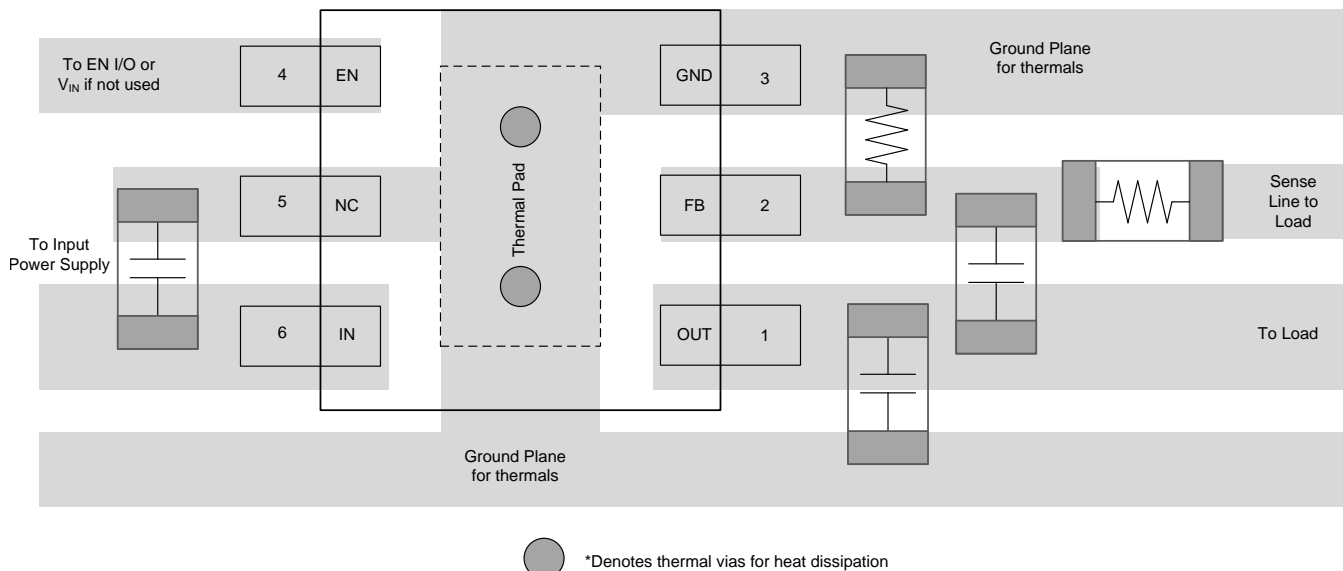 To EN I/O or
VIN if not used
4
EN
GND
3
Ground Plane
for thermals
5
NC
Thermal Pad
FB
2
Sense
Line to
Load
To Input
Power Supply
6
IN
OUT
1
To Load
Ground Plane
for thermals
*Denotes thermal vias for heat dissipation